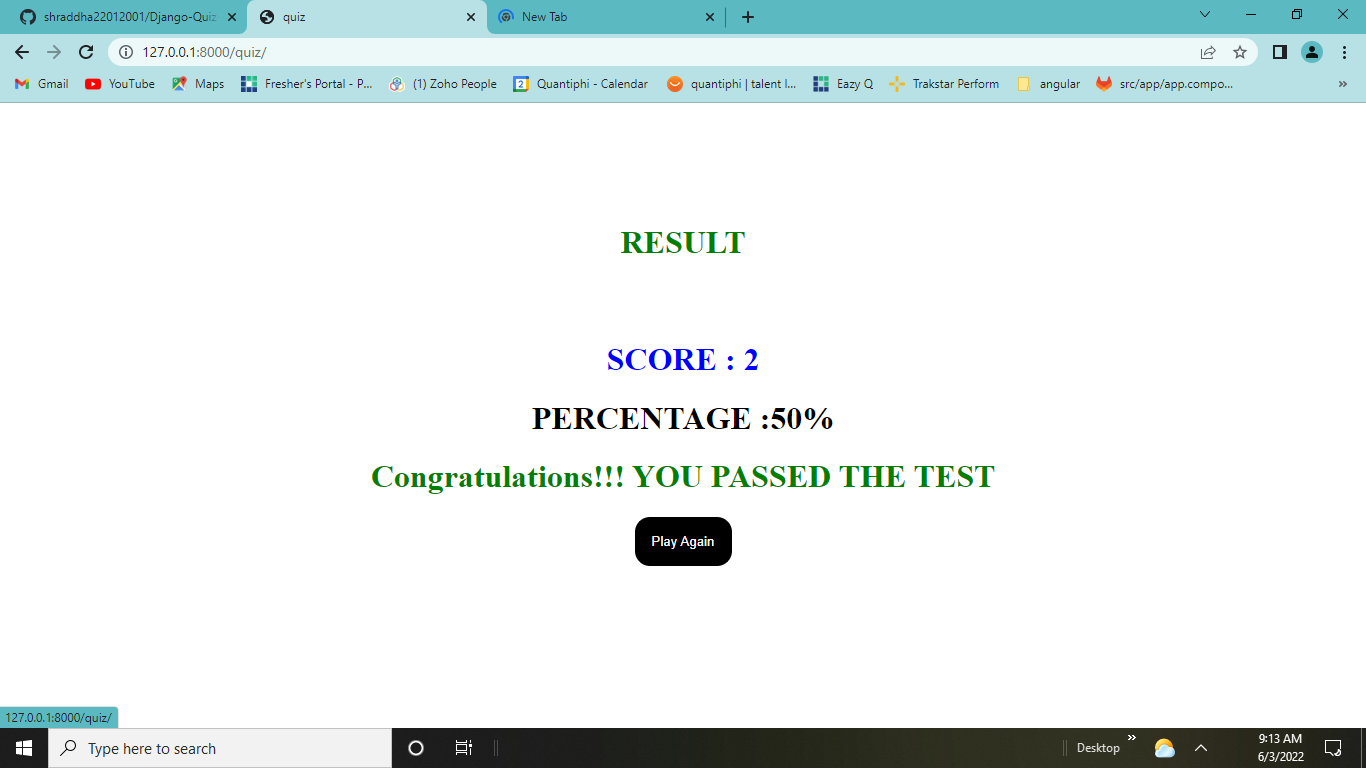 shraddha22012001/Django-Quiz
quiz
New Tab
127.0.0.1:8000/quiz/
Gmail
YouTube
Maps
Fresher's Portal - P...
(1) Zoho People
2
Quantiphi - Calendar
quantiphi | talent l...
Eazy Q
Trakstar Perform
angular
src/app/app.compo...
»
RESULT
SCORE : 2
PERCENTAGE :50%
Congratulations!!! YOU PASSED THE TEST
Play Again
127.0.0.1:8000/quiz/
Type here to search
Desktop
»
9:13 AM
6/3/2022